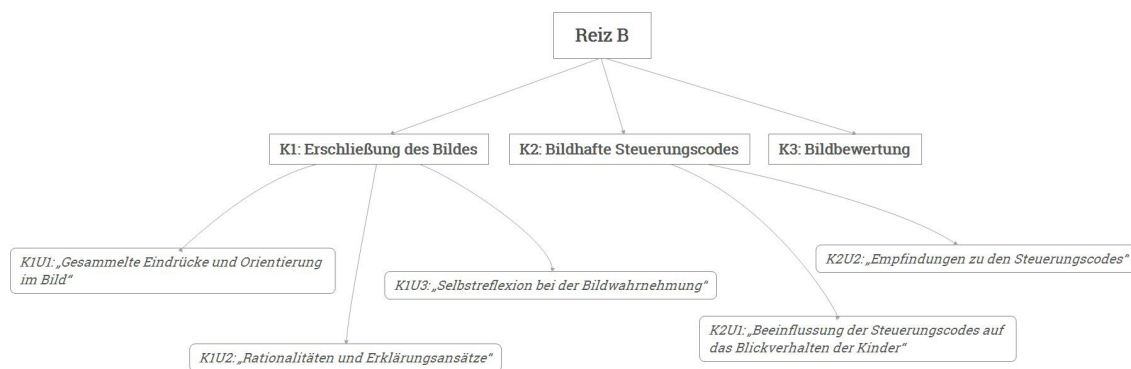 Reiz B
K1: Erschließung des Bildes
K2: Bildhafte Steuerungscodes
K3: Bildbewertung
K1U1: „Gesammelte Eindrücke und Orientierung
im Bild“
K1U3: „Selbstreflexion bei der Bildwahrnehmung“
K1U2: „Rationalitäten und Erklärungsansätze“
K2U2: „Empfindungen zu den Steuerungscodes“
K2U1: „Beeinflussung der Steuerungscodes auf
das Blickverhalten der Kinder“